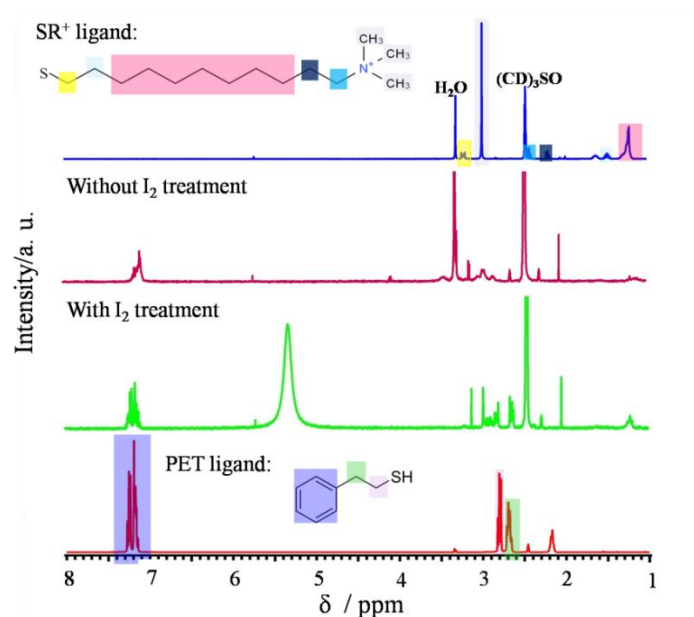 SR⁺ ligand:
CH₃
CH₃
S
N⁺
CH₃
H₂O
(CD)₃SO
Without I₂ treatment
With I₂ treatment
PET ligand:
SH
Intensity/a. u.
8 7 6 5 4 3 2 1
δ / ppm